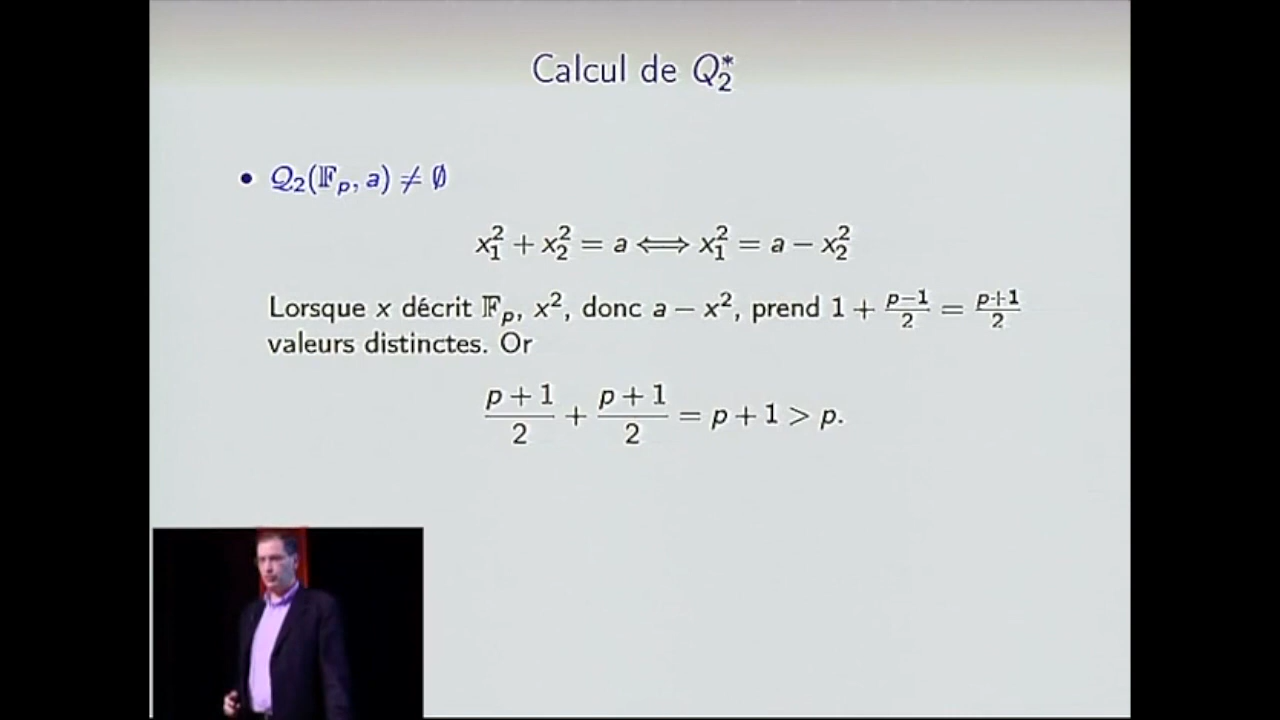 Calcul de Q₂*
• 𝒬₂(𝔽ₚ, a) ≠ ∅
x₁² + x₂² = a ⟺ x₁² = a − x₂²
Lorsque x décrit 𝔽ₚ, x², donc a − x², prend 1 + (p−1)/2 = (p+1)/2
valeurs distinctes. Or
(p + 1)/2 + (p + 1)/2 = p + 1 > p.